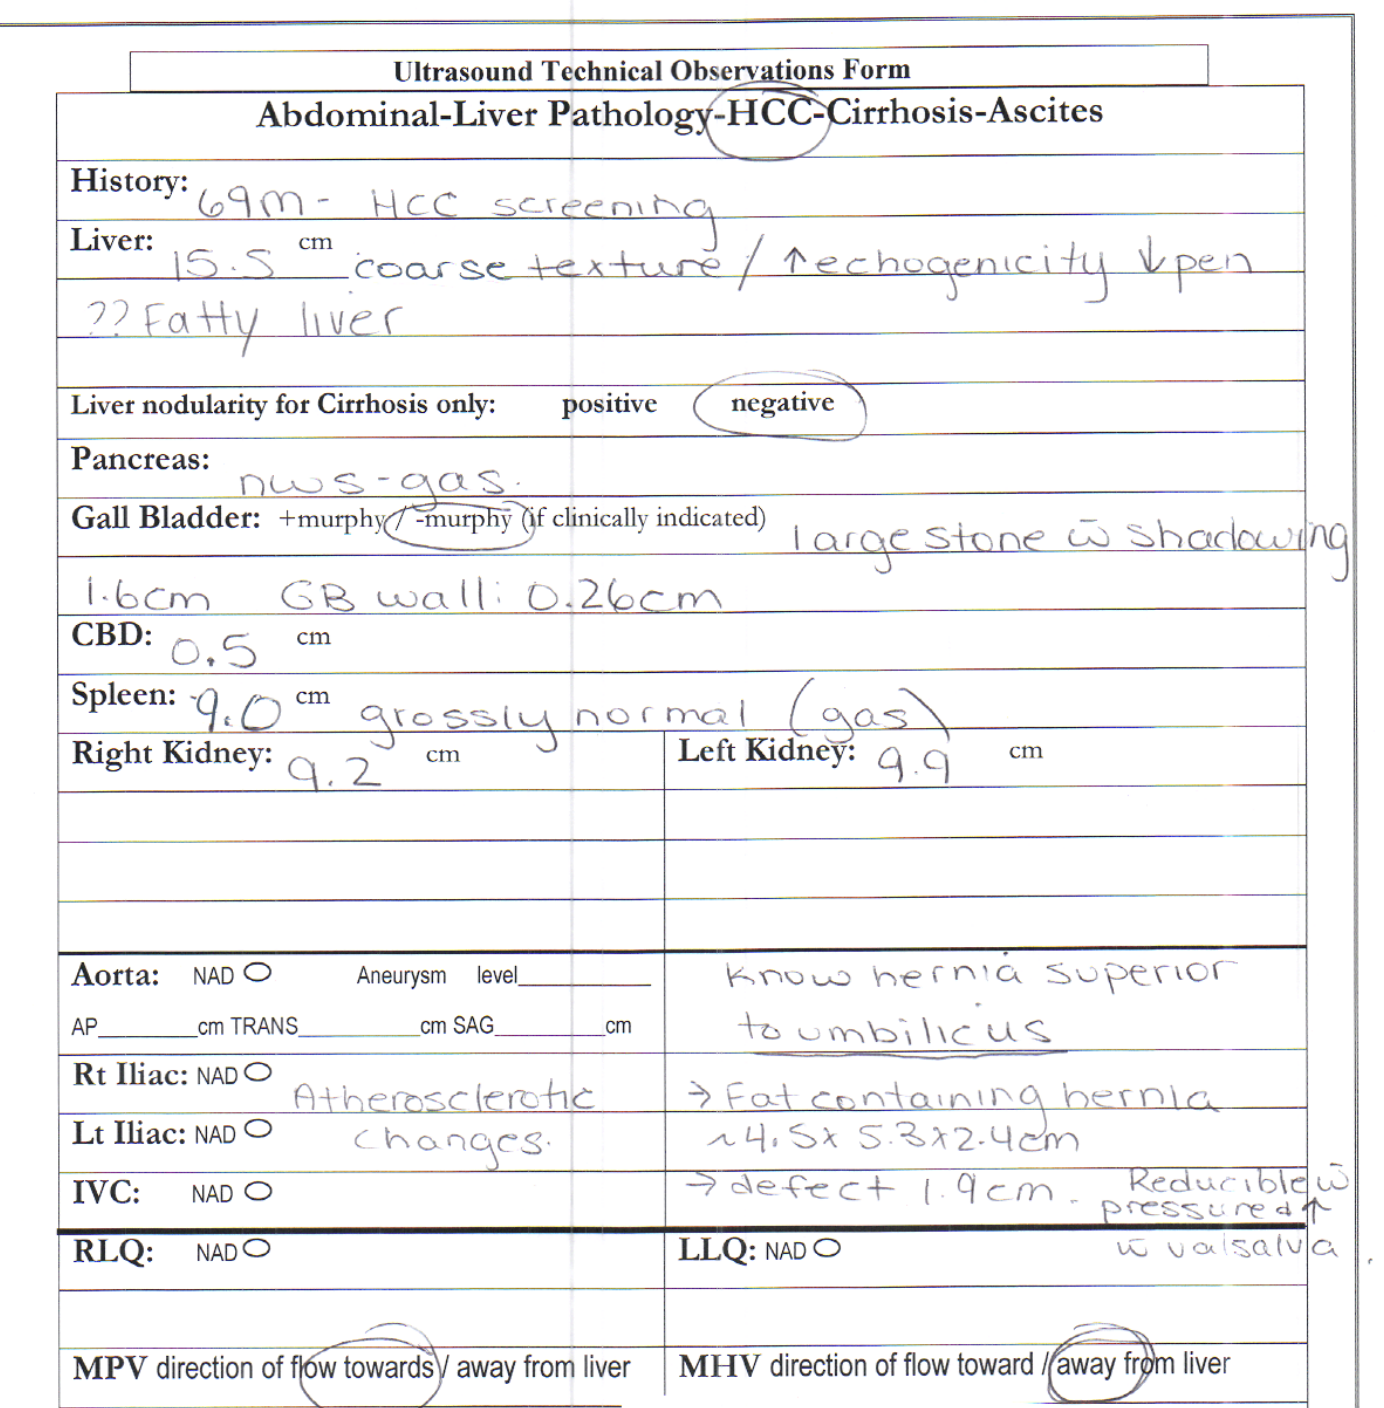 Ultrasound Technical Observations Form
Abdominal-Liver Pathology-HCC-Cirrhosis-Ascites
History: 69m - HCC screening
Liver: 15.5 cm coarse texture / ↑echogenicity ↓pen
?? Fatty liver
Liver nodularity for Cirrhosis only: positive negative
Pancreas: nws-gas.
Gall Bladder: +murphy / -murphy (if clinically indicated) large stone w̄ shadowing
1.6cm GB wall: 0.26cm
CBD: 0.5 cm
Spleen: 9.0 cm grossly normal (gas)
Right Kidney: 9.2 cm Left Kidney: 9.9 cm
Aorta: NAD Aneurysm level______
AP______cm TRANS______cm SAG______cm
Know hernia superior
to umbilicus
Rt Iliac: NAD Atherosclerotic
Lt Iliac: NAD changes.
→ Fat containing hernia
~4.5x 5.3x2.4cm
IVC: NAD
→ defect 1.9cm. Reducible w̄
pressure & ↑
w̄ valsalva
RLQ: NAD LLQ: NAD
MPV direction of flow towards / away from liver MHV direction of flow toward / away from liver